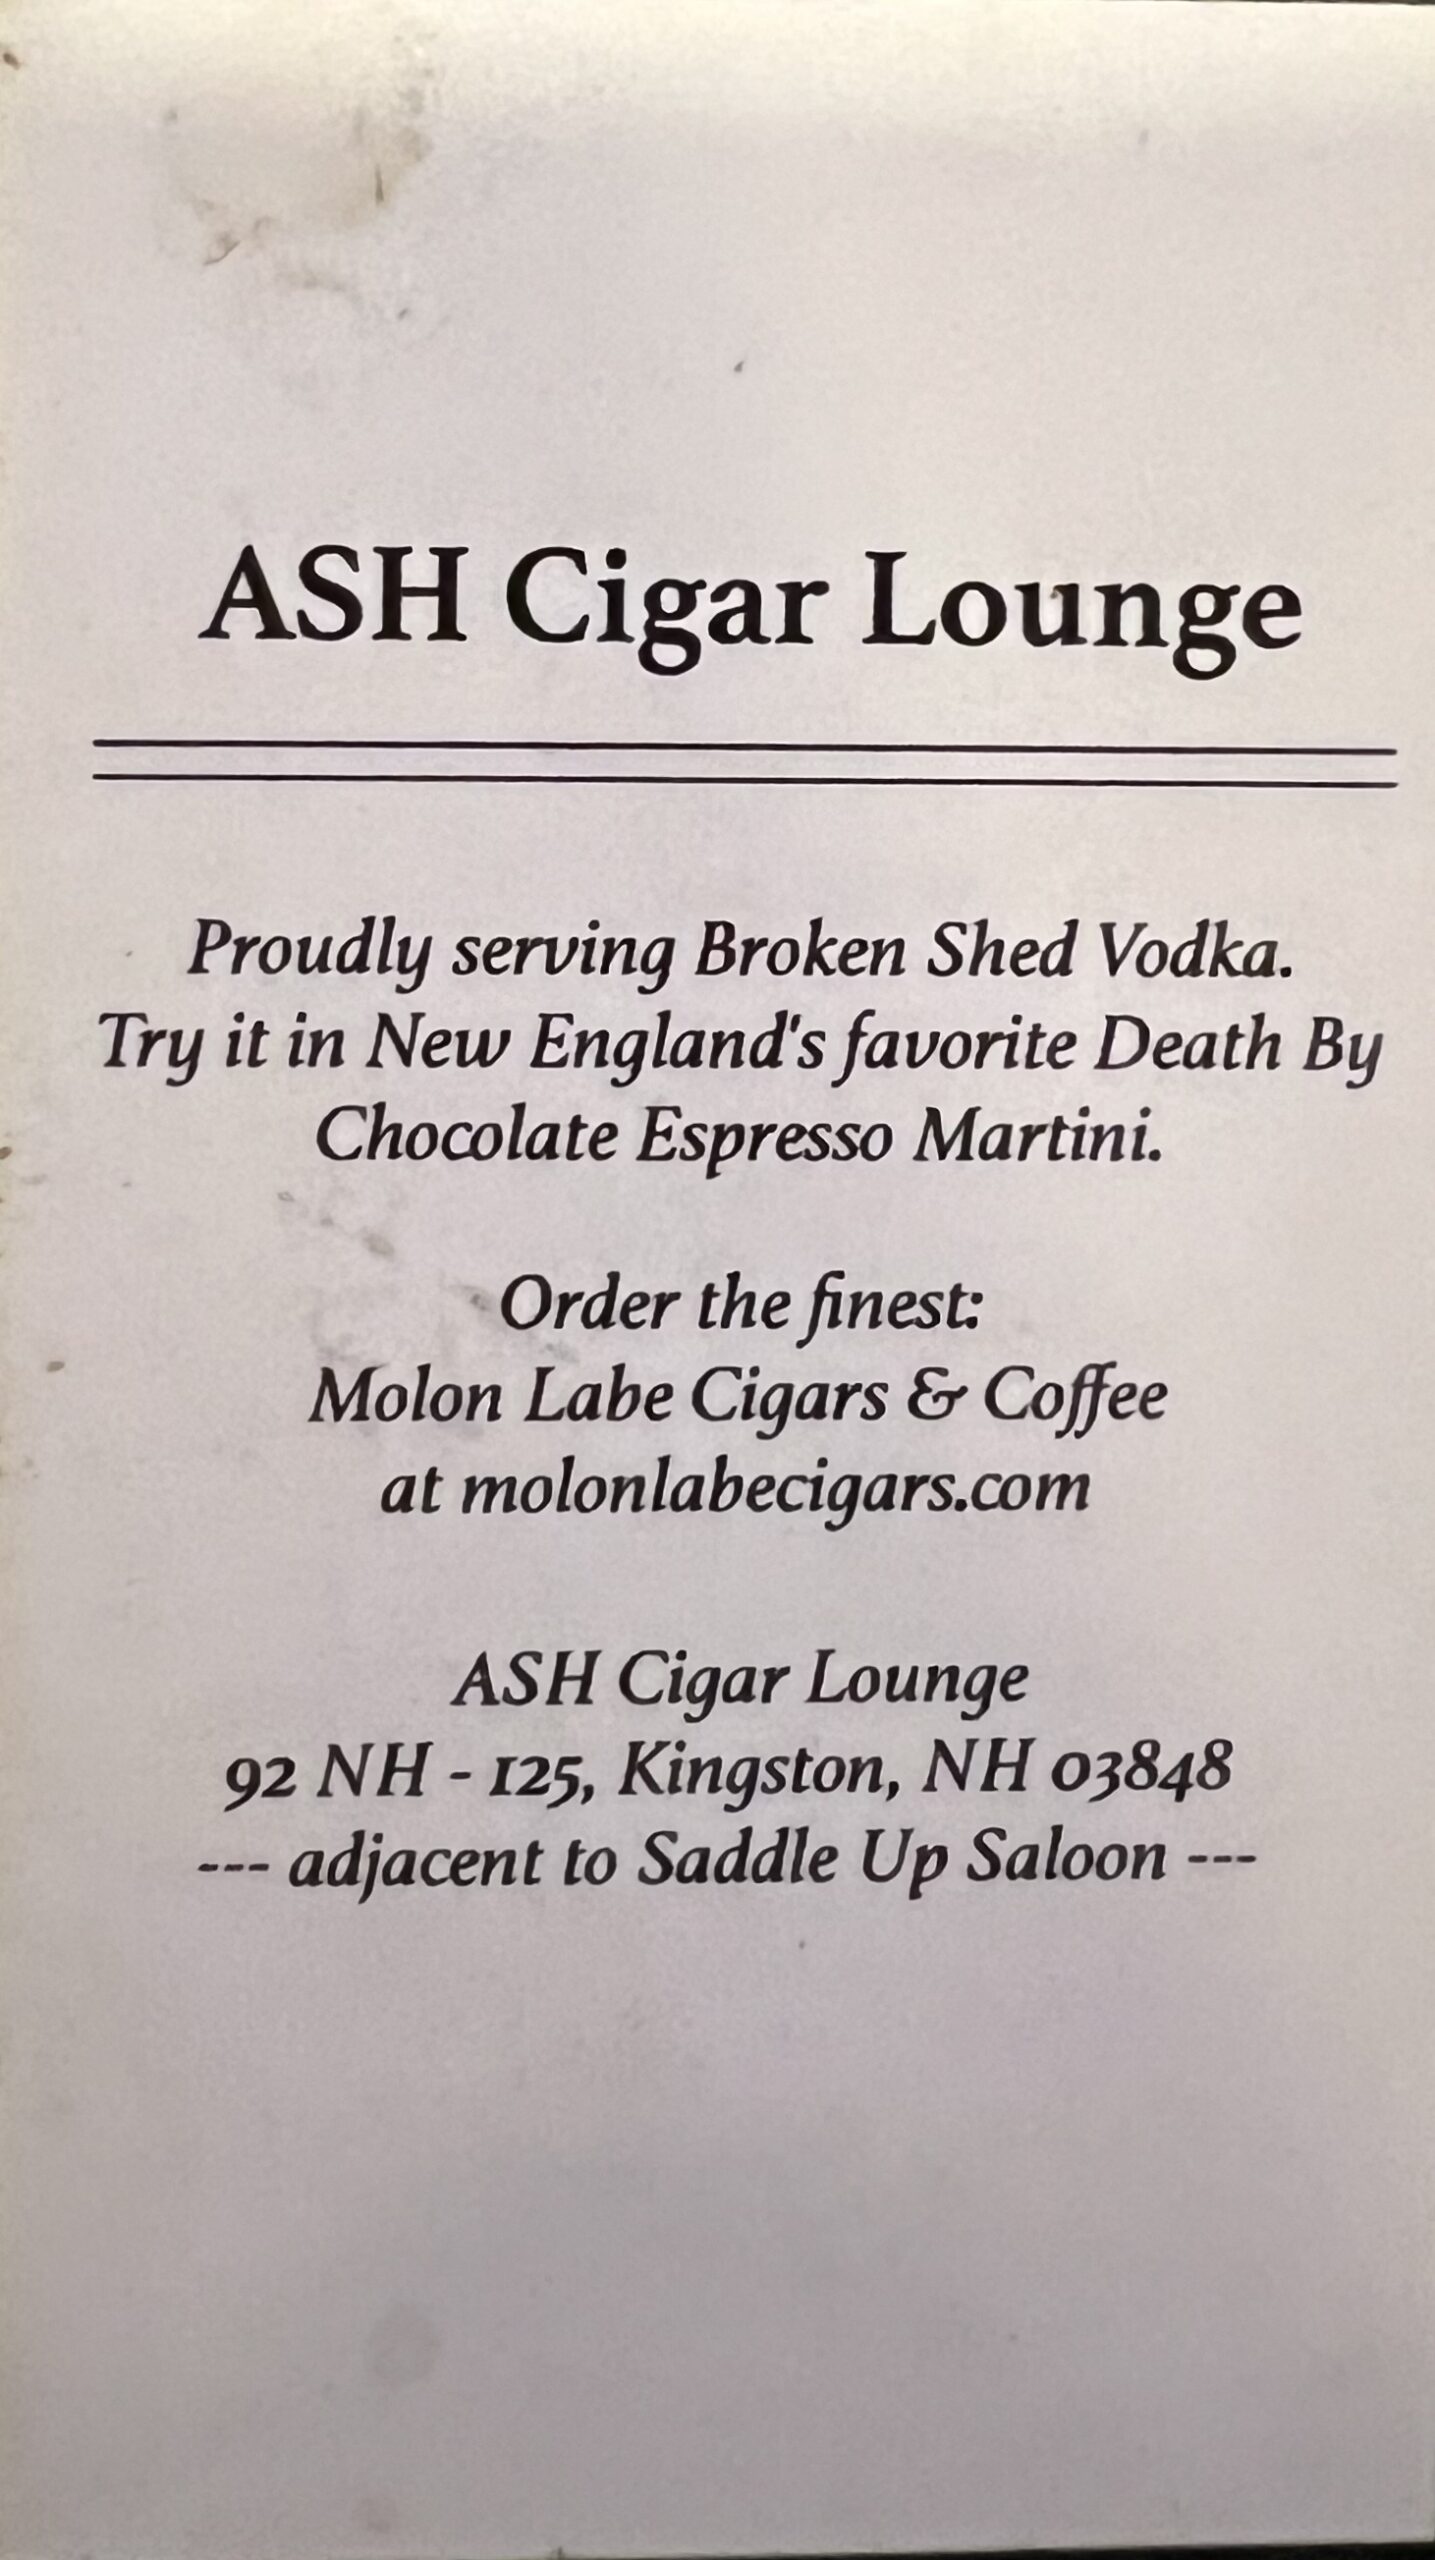 ASH Cigar Lounge
Proudly serving Broken Shed Vodka.
Try it in New England's favorite Death By
Chocolate Espresso Martini.
Order the finest:
Molon Labe Cigars & Coffee
at molonlabecigars.com
ASH Cigar Lounge
92 NH - 125, Kingston, NH 03848
--- adjacent to Saddle Up Saloon ---